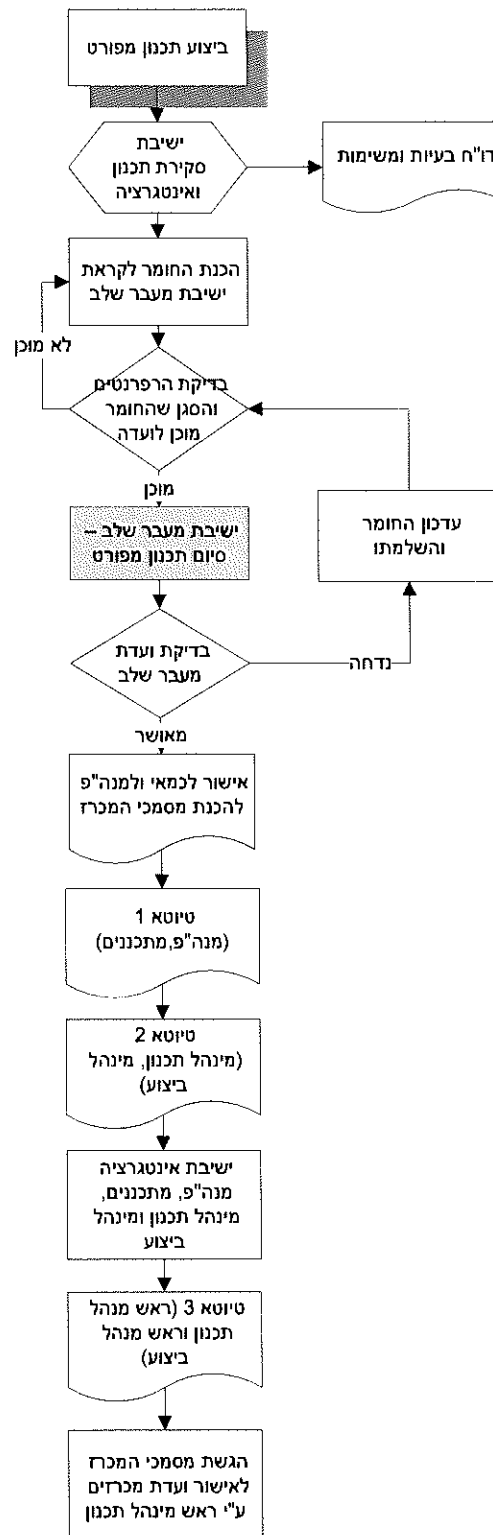 ביצוע תכנון מפורט
ישיבת
סקירת תכנון
ואינטגרציה
דו"ח בעיות ומשימות
הכנת החומר לקראת
ישיבת מעבר שלב
לא מוכן
בדיקת הרפרנטים
והסגן שהחומר
מוכן לועדה
מוכן
ישיבת מעבר שלב –
סיום תכנון מפורט
עדכון החומר
והשלמתו
בדיקת ועדת
מעבר שלב
נדחה
מאושר
אישור לכמאי ולמנה"פ
להכנת מסמכי המכרז
טיוטא 1
(מנה"פ,מתכננים)
טיוטא 2
(מינהל תכנון, מינהל
ביצוע)
ישיבת אינטגרציה
מנה"פ, מתכננים,
מינהל תכנון ומינהל
ביצוע
טיוטא 3 (ראש מנהל
תכנון וראש מנהל
ביצוע)
הגשת מסמכי המכרז
לאישור ועדת מכרזים
ע"י ראש מינהל תכנון